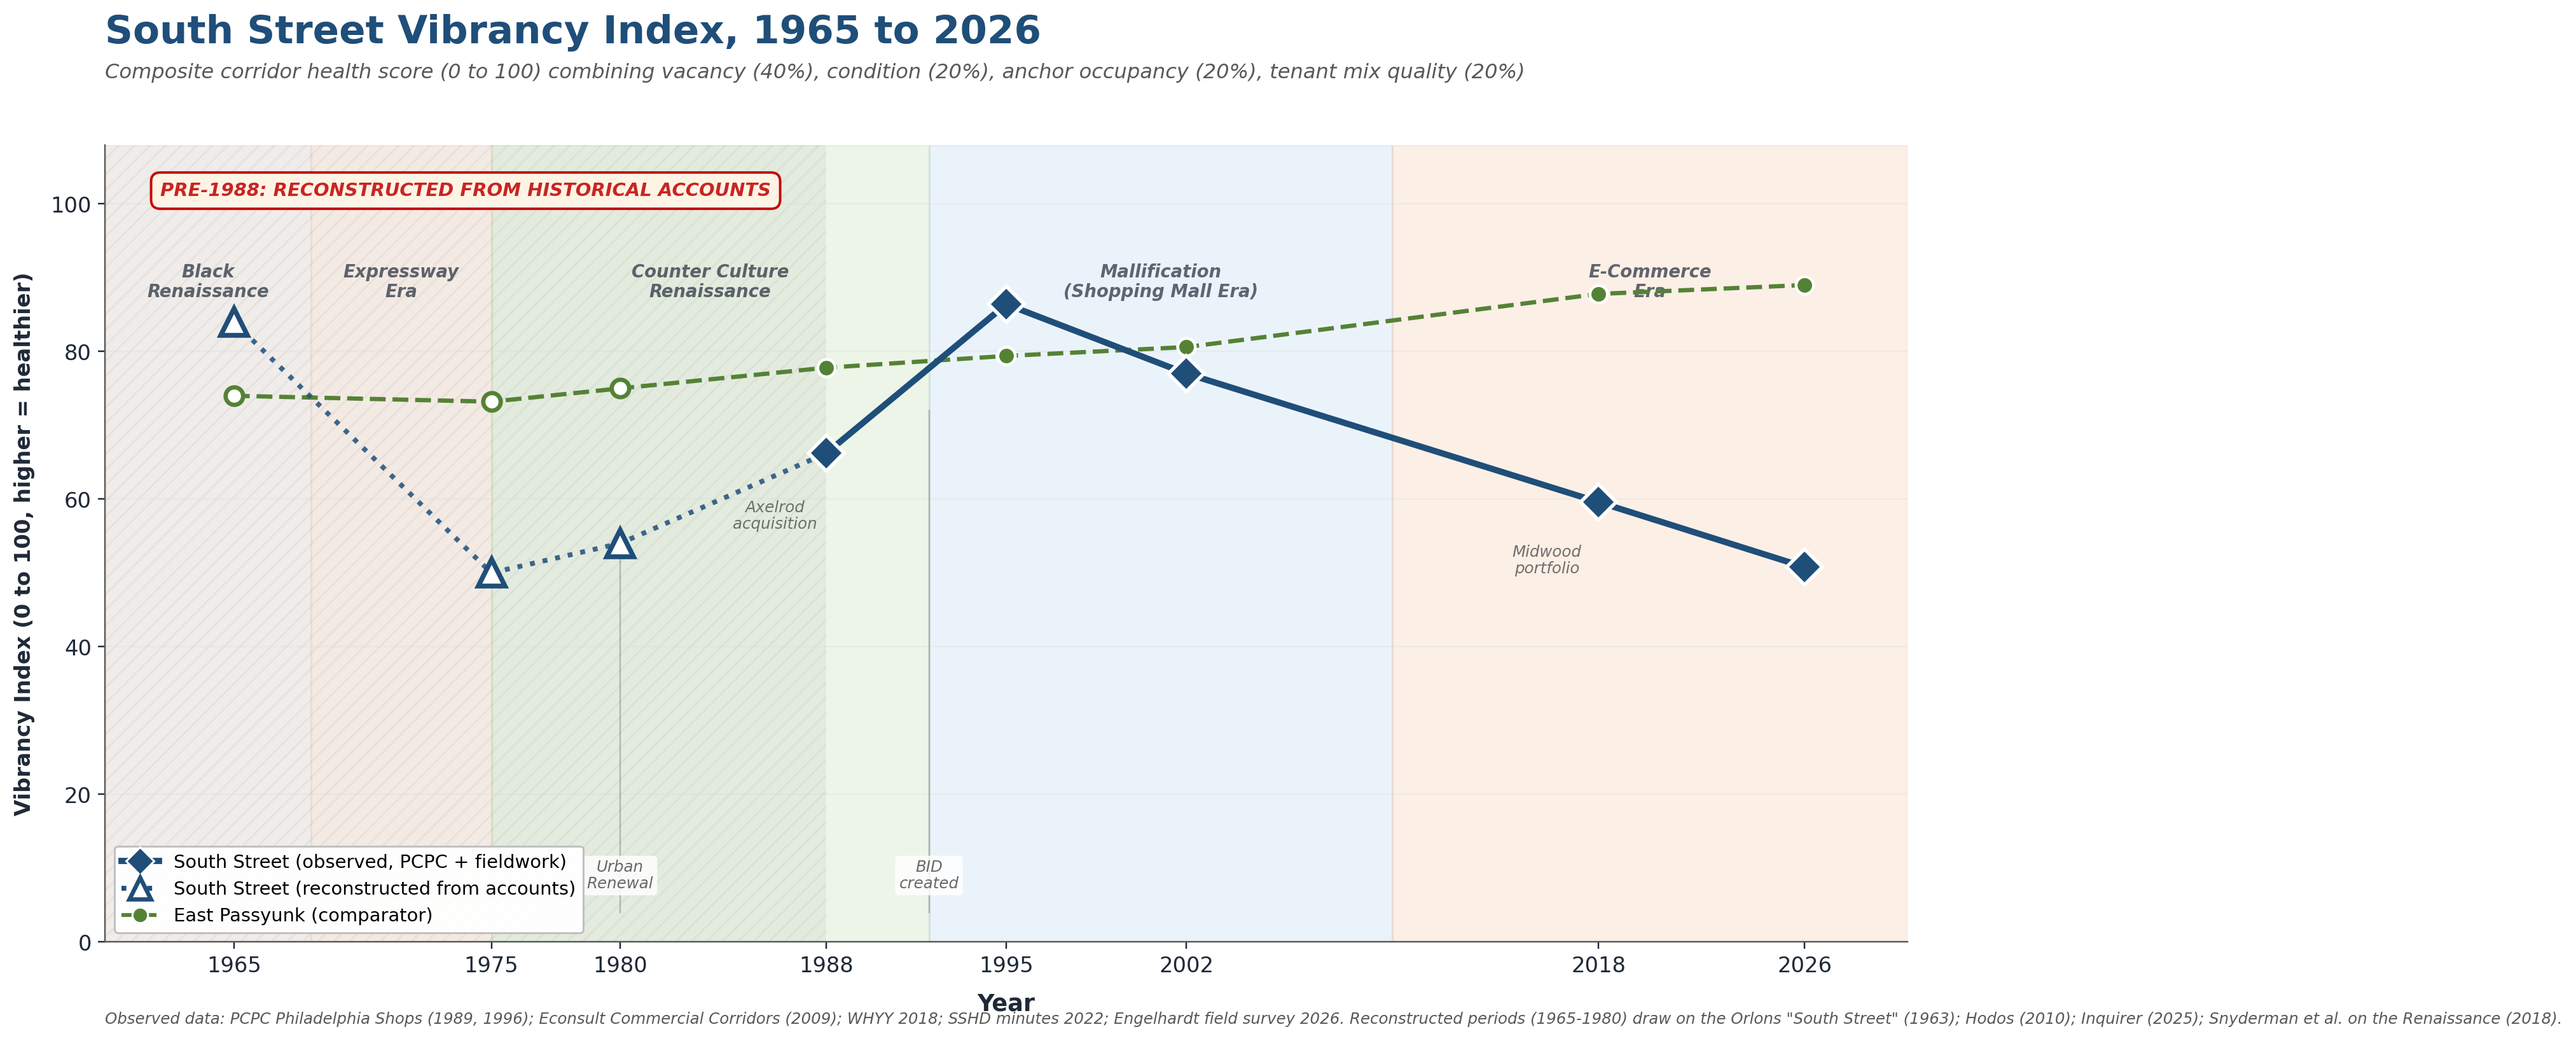 South Street Vibrancy Index, 1965 to 2026
Composite corridor health score (0 to 100) combining vacancy (40%), condition (20%), anchor occupancy (20%), tenant mix quality (20%)
Vibrancy Index (0 to 100, higher = healthier)
100
80
60
40
20
0
PRE-1988: RECONSTRUCTED FROM HISTORICAL ACCOUNTS
Black
Renaissance
Expressway
Era
Counter Culture
Renaissance
Mallification
(Shopping Mall Era)
E-Commerce
Era
Axelrod
acquisition
Midwood
portfolio
Urban
Renewal
BID
created
South Street (observed, PCPC + fieldwork)
South Street (reconstructed from accounts)
East Passyunk (comparator)
1965
1975
1980
1988
1995
2002
2018
2026
Year
Observed data: PCPC Philadelphia Shops (1989, 1996); Econsult Commercial Corridors (2009); WHYY 2018; SSHD minutes 2022; Engelhardt field survey 2026. Reconstructed periods (1965-1980) draw on the Orlons "South Street" (1963); Hodos (2010); Inquirer (2025); Snyderman et al. on the Renaissance (2018).